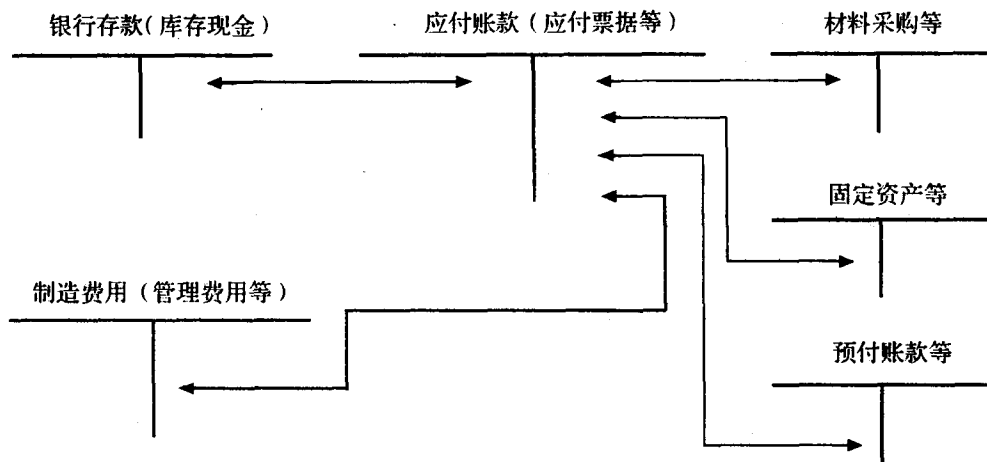 银行存款(库存现金)
应付账款(应付票据等)
材料采购等
固定资产等
制造费用(管理费用等)
预付账款等